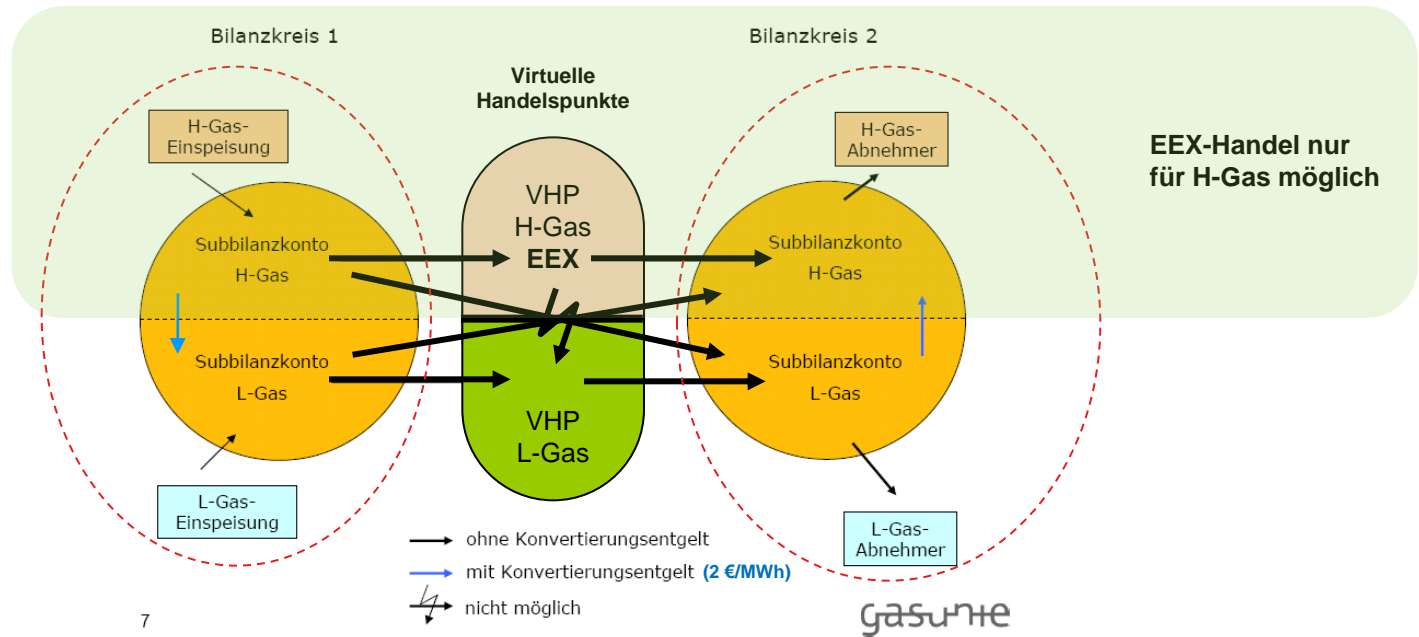 Bilanzkreis 1
Bilanzkreis 2
Virtuelle
Handelspunkte
H-Gas-
Einspeisung
H-Gas-
Abnehmer
EEX-Handel nur
für H-Gas möglich
VHP
H-Gas
EEX
Subbilanzkonto
H-Gas
Subbilanzkonto
H-Gas
Subbilanzkonto
L-Gas
Subbilanzkonto
L-Gas
VHP
L-Gas
L-Gas-
Einspeisung
L-Gas-
Abnehmer
ohne Konvertierungsentgelt
mit Konvertierungsentgelt (2 €/MWh)
nicht möglich
7
gasunie